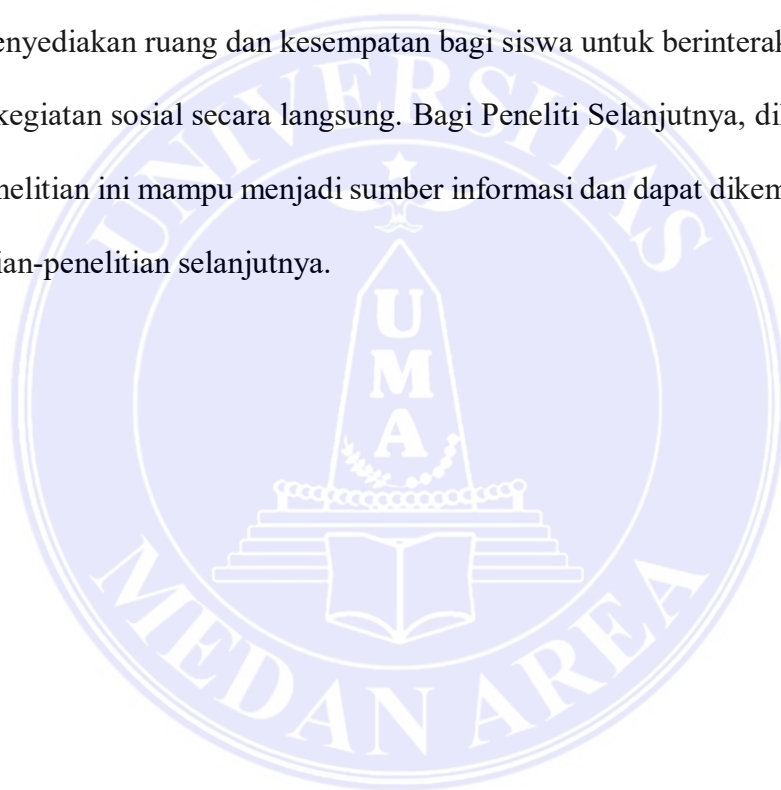 enyediakan ruang dan kesempatan bagi siswa untuk berinterak
kegiatan sosial secara langsung. Bagi Peneliti Selanjutnya, di
nelitian ini mampu menjadi sumber informasi dan dapat dikem
ian-penelitian selanjutnya.
UNIVERSITAS
U
M
A
MEDAN AREA